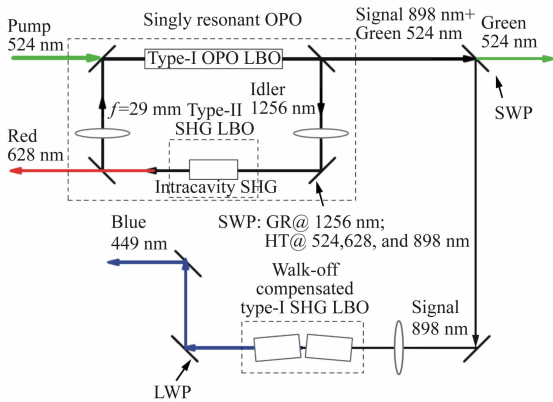 Singly resonant OPO
Pump
524 nm
Signal 898 nm+
Green 524 nm
Green
524 nm
Type-I OPO LBO
SWP
f=29 mm
Type-II
SHG LBO
Idler
1256 nm
Red
628 nm
Intracavity SHG
SWP: GR@ 1256 nm;
HT@ 524,628, and 898 nm
Blue
449 nm
Walk-off
compensated
type-I SHG LBO
Signal
898 nm
LWP